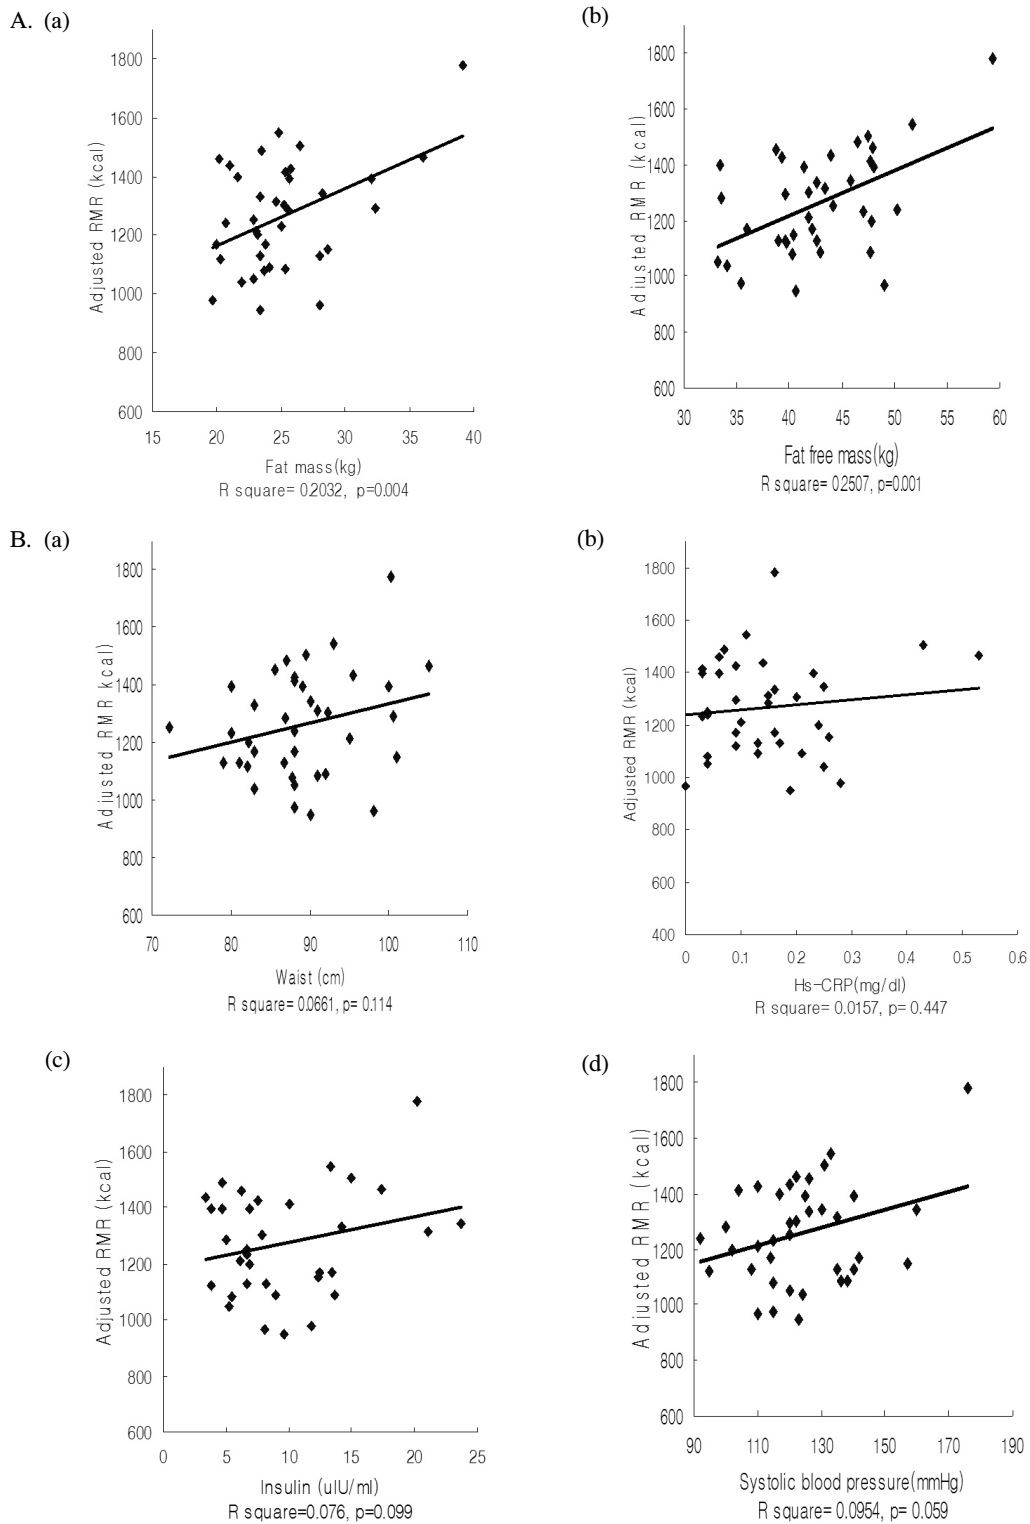 A. (a)
Adjusted RMR (kcal)
1800
1600
1400
1200
1000
800
600
15 20 25 30 35 40
Fat mass(kg)
R square= 0.2032, p=0.004
(b)
Adjusted RMR (kcal)
1800
1600
1400
1200
1000
800
600
30 35 40 45 50 55 60
Fat free mass(kg)
R square= 0.2507, p=0.001
B. (a)
Adjusted RMR kcal)
1800
1600
1400
1200
1000
800
600
70 80 90 100 110
Waist (cm)
R square= 0.0661, p= 0.114
(b)
Adjusted RMR (kcal)
1800
1600
1400
1200
1000
800
600
400
0 0.1 0.2 0.3 0.4 0.5 0.6
Hs-CRP(mg/dl)
R square= 0.0157, p= 0.447
(c)
Adjusted RMR (kcal)
1800
1600
1400
1200
1000
800
600
0 5 10 15 20 25
Insulin (uIU/ml)
R square=0.076, p=0.099
(d)
Adjusted RMR (kcal)
1800
1600
1400
1200
1000
800
600
90 110 130 150 170 190
Systolic blood pressure(mmHg)
R square= 0.0954, p= 0.059